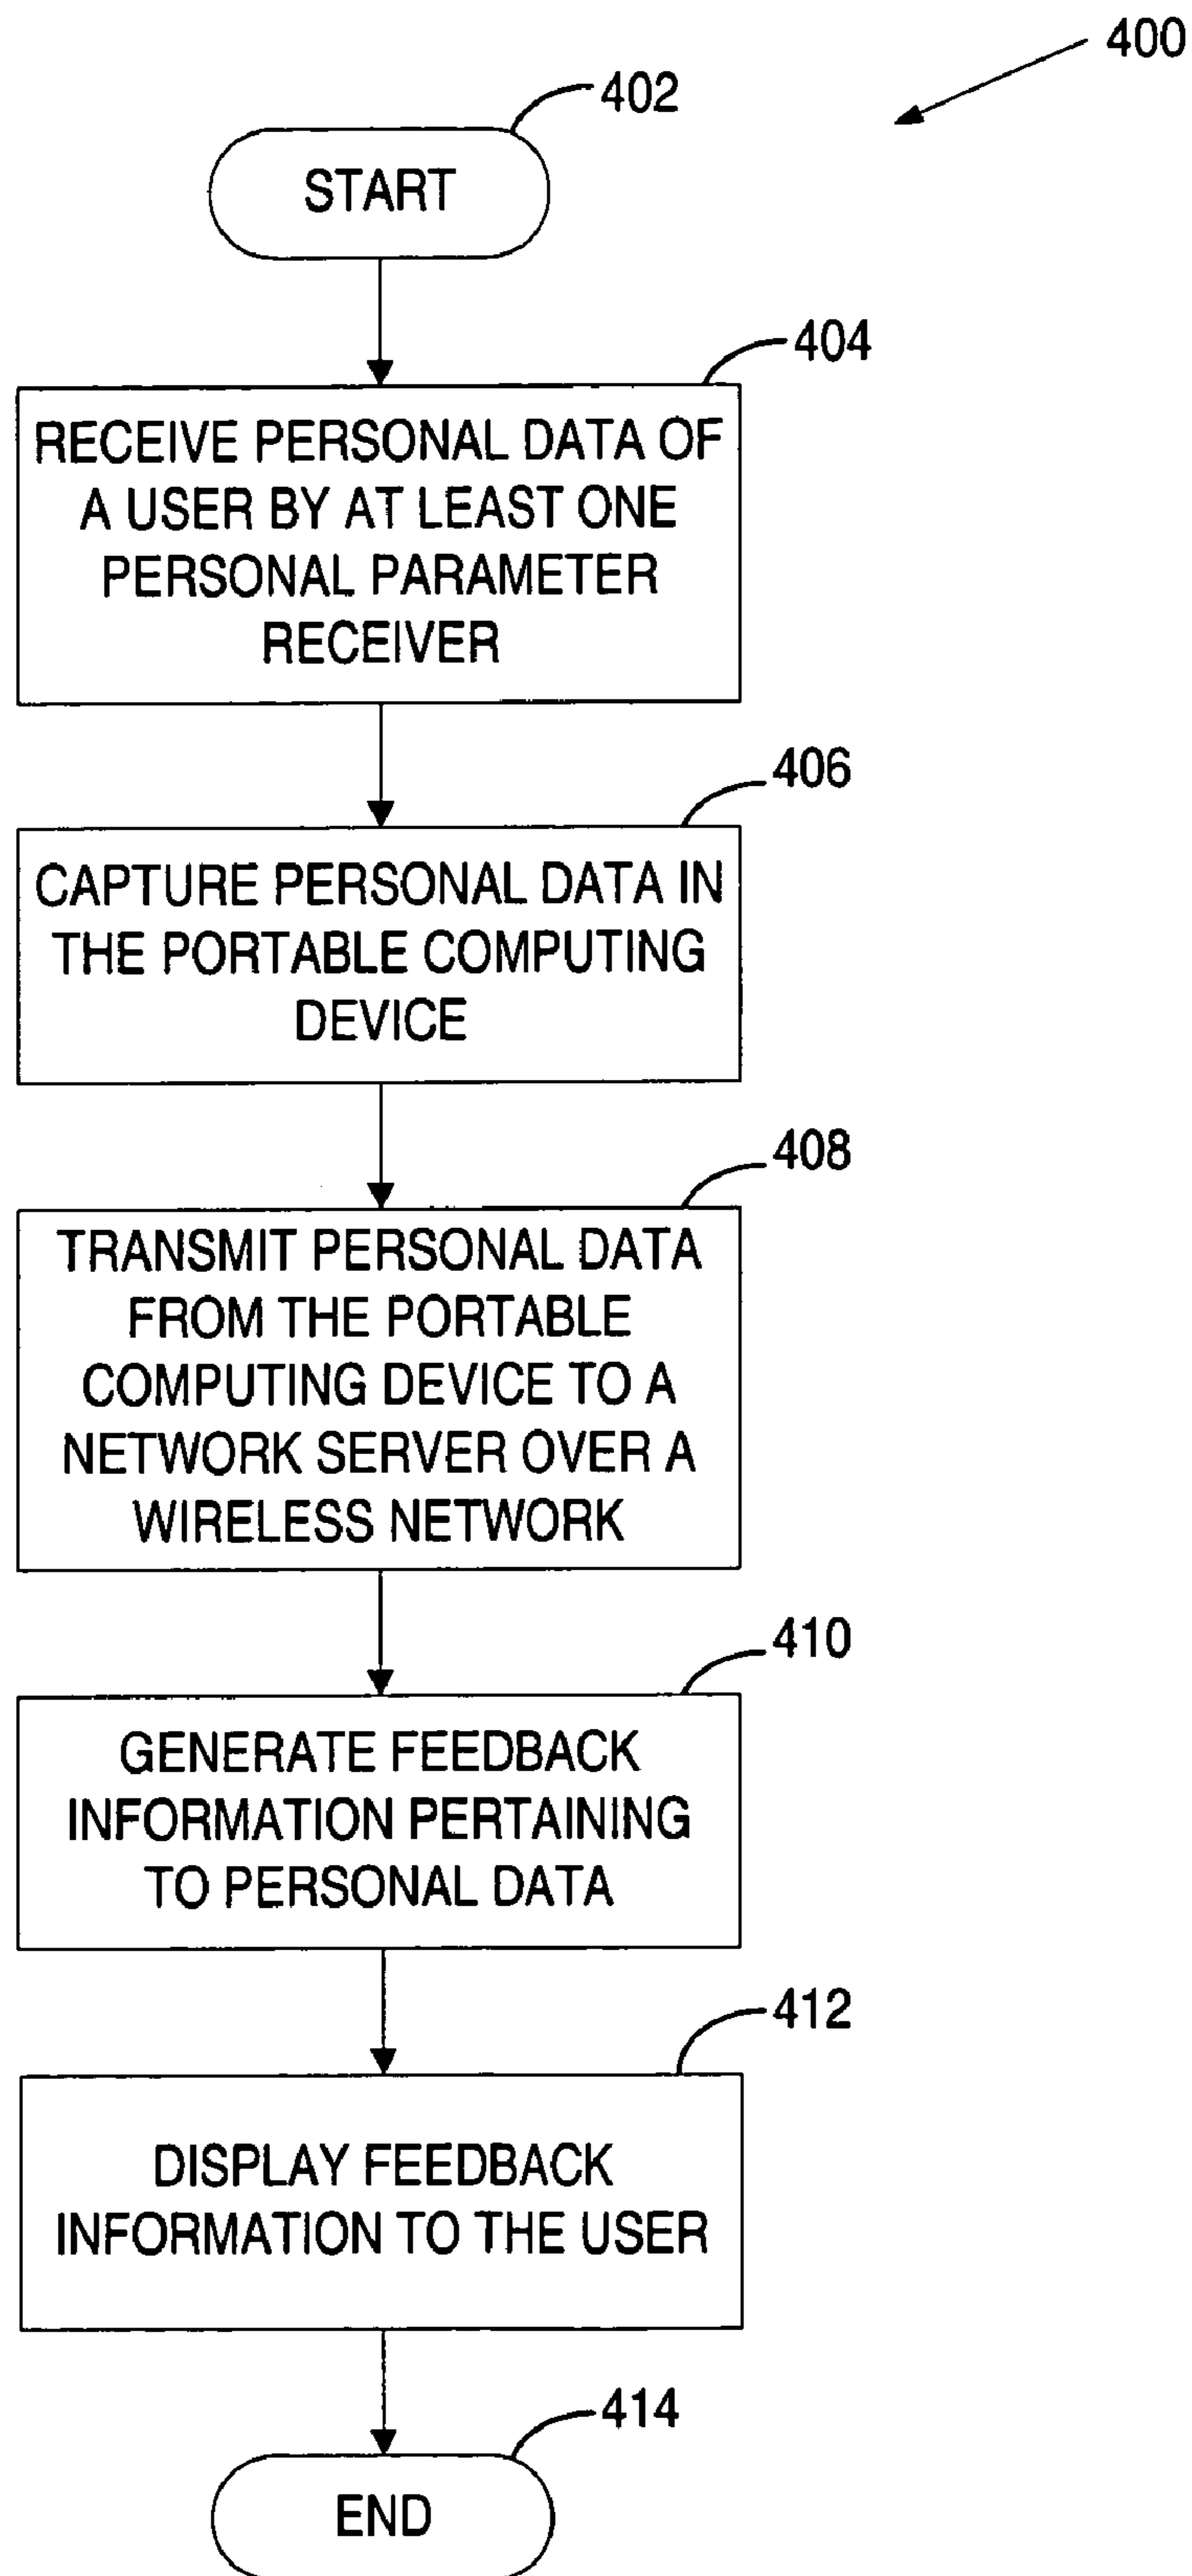 400
402
START
404
RECEIVE PERSONAL DATA OF
A USER BY AT LEAST ONE
PERSONAL PARAMETER
RECEIVER
406
CAPTURE PERSONAL DATA IN
THE PORTABLE COMPUTING
DEVICE
408
TRANSMIT PERSONAL DATA
FROM THE PORTABLE
COMPUTING DEVICE TO A
NETWORK SERVER OVER A
WIRELESS NETWORK
410
GENERATE FEEDBACK
INFORMATION PERTAINING
TO PERSONAL DATA
412
DISPLAY FEEDBACK
INFORMATION TO THE USER
414
END